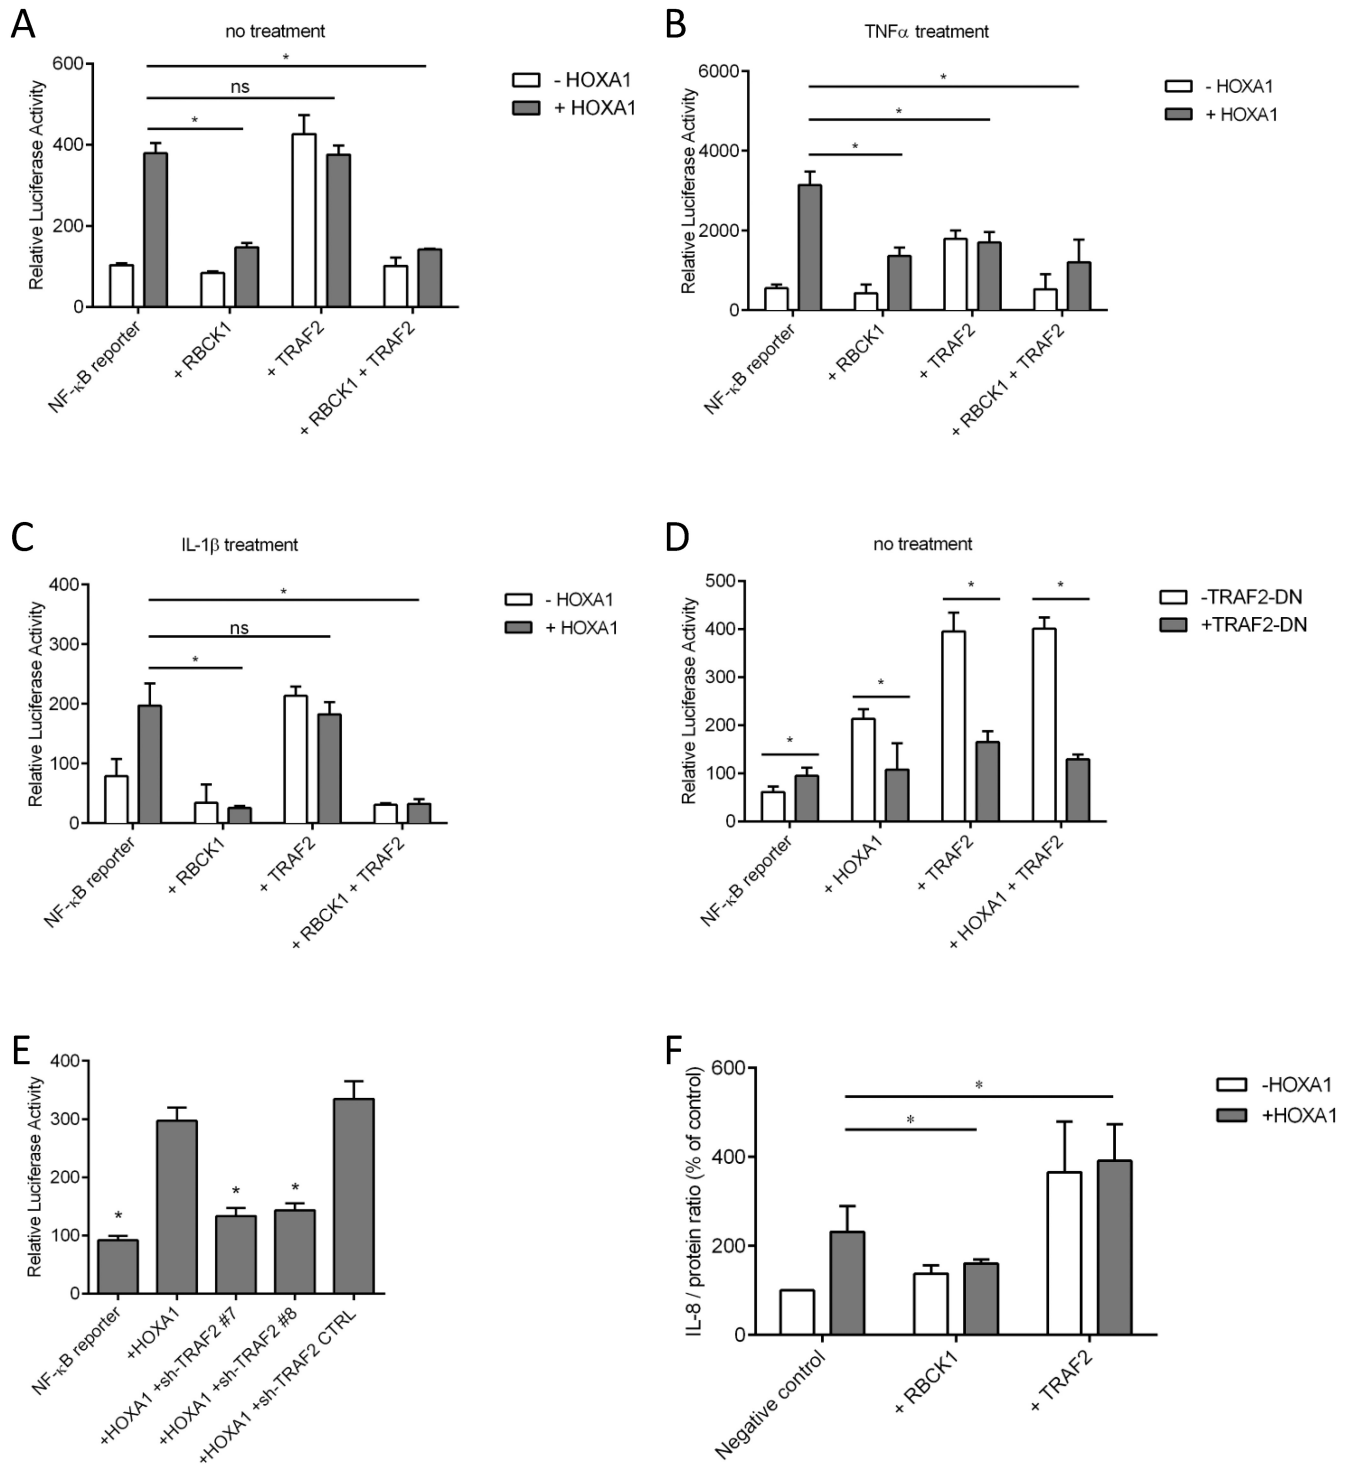 A
no treatment
Relative Luciferase Activity
600
400
200
0
*
ns
*
- HOXA1
+ HOXA1
NF-κB reporter
+ RBCK1
+ TRAF2
+ RBCK1 + TRAF2
B
TNFα treatment
Relative Luciferase Activity
6000
4000
2000
0
*
*
*
- HOXA1
+ HOXA1
NF-κB reporter
+ RBCK1
+ TRAF2
+ RBCK1 + TRAF2
C
IL-1β treatment
Relative Luciferase Activity
400
300
200
100
0
*
ns
*
- HOXA1
+ HOXA1
NF-κB reporter
+ RBCK1
+ TRAF2
+ RBCK1 + TRAF2
D
no treatment
Relative Luciferase Activity
500
400
300
200
100
0
*
*
*
*
-TRAF2-DN
+TRAF2-DN
NF-κB reporter
+ HOXA1
+ TRAF2
+ HOXA1 + TRAF2
E
Relative Luciferase Activity
400
300
200
100
0
*
*
*
NF-κB reporter
+HOXA1
+HOXA1 +sh-TRAF2 #7
+HOXA1 +sh-TRAF2 #8
+HOXA1 +sh-TRAF2 CTRL
F
IL-8 / protein ratio (% of control)
600
400
200
0
*
*
-HOXA1
+HOXA1
Negative control
+ RBCK1
+ TRAF2